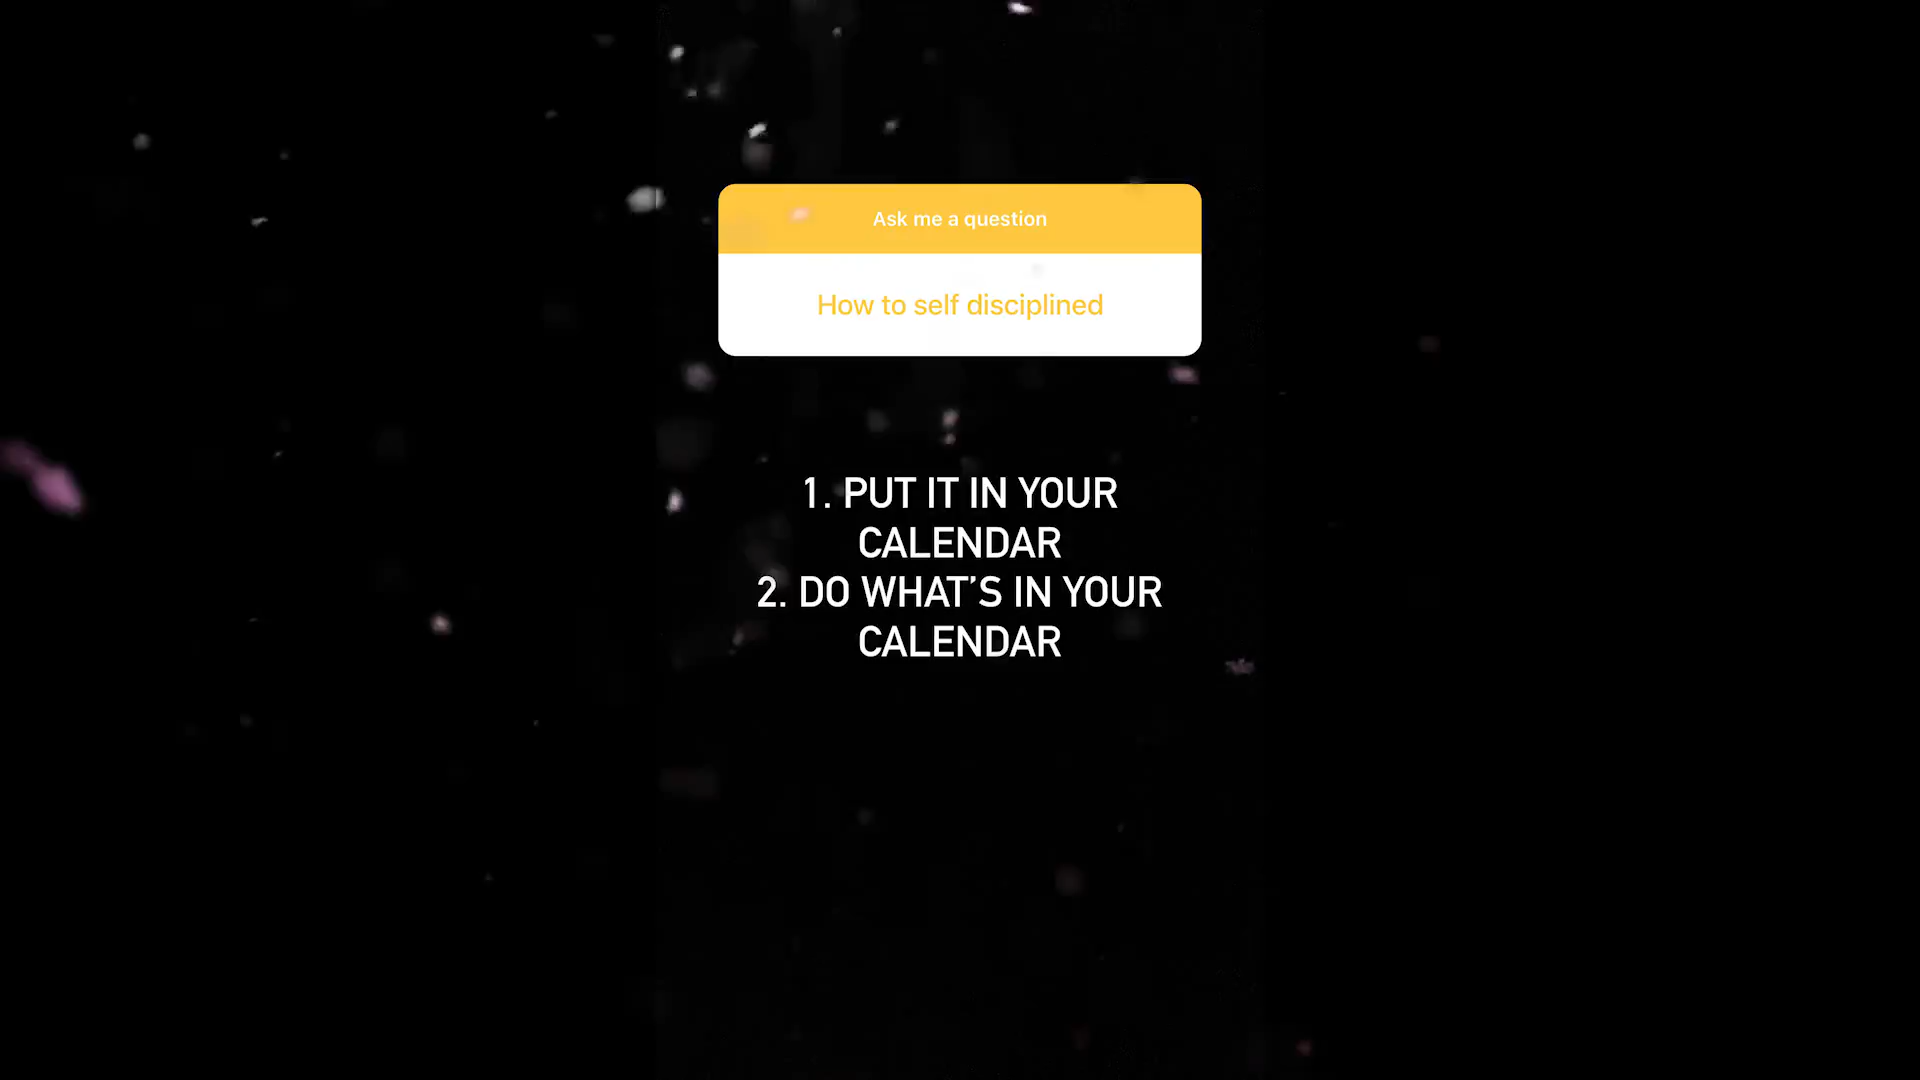 Ask me a question
How to self disciplined
1. PUT IT IN YOUR
CALENDAR
2. DO WHAT'S IN YOUR
CALENDAR